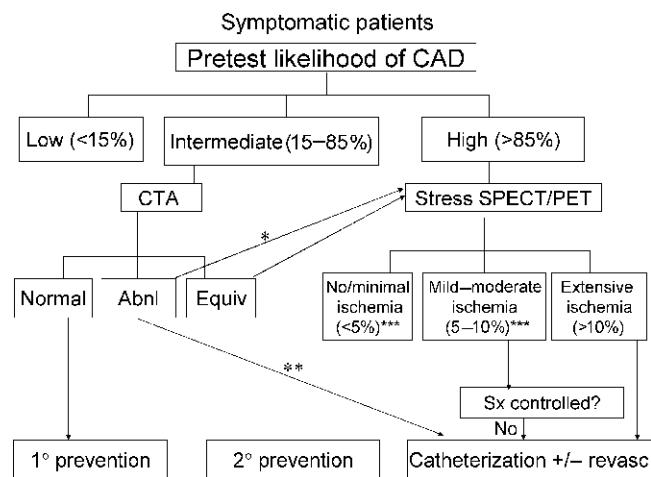 Symptomatic patients
Pretest likelihood of CAD
Low (<15%)
Intermediate (15–85%)
High (>85%)
CTA
Stress SPECT/PET
*
Normal
Abnl
Equiv
No/minimal
ischemia
(<5%)***
Mild–moderate
ischemia
(5–10%)***
Extensive
ischemia
(>10%)
**
Sx controlled?
No
1° prevention
2° prevention
Catheterization +/– revasc